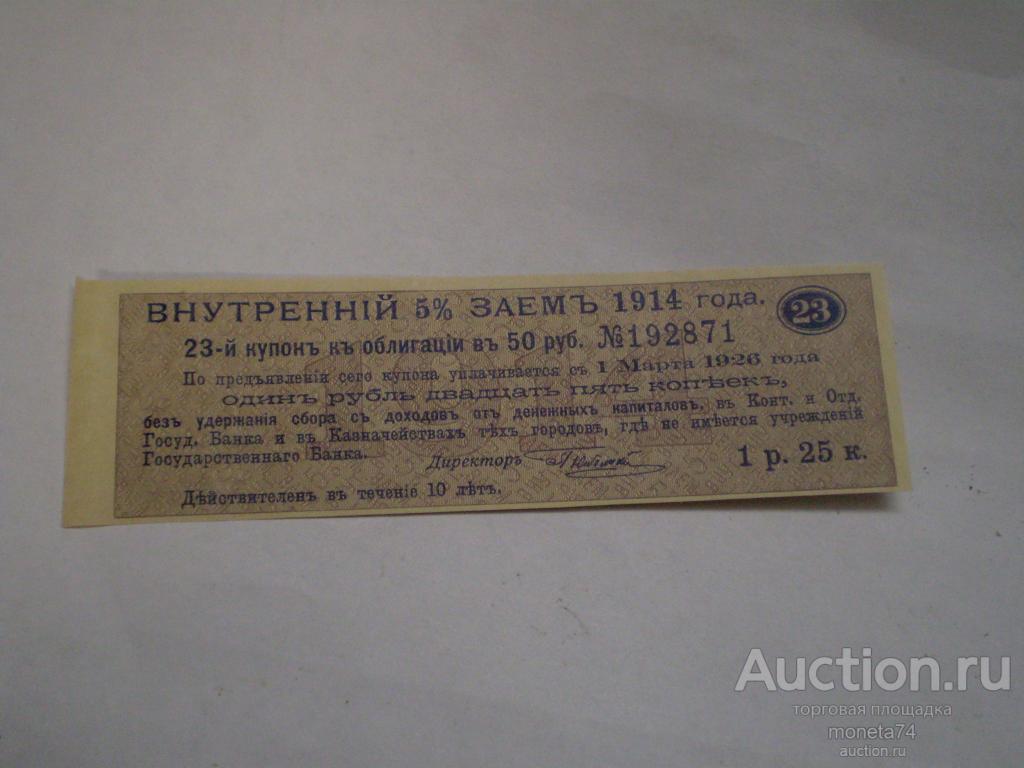 ВНУТРЕННІЙ 5% ЗАЕМЪ 1914 года. 23
23-й купонъ къ облигаціи въ 50 руб. №192871
По предъявленіи сего купона уплачивается съ 1 Марта 1926 года
одинъ рубль двадцать пять копѣекъ,
безъ удержанія сбора съ доходовъ отъ денежныхъ капиталовъ, въ Конт. и Отд.
Госуд. Банка и въ Казначействахъ тѣхъ городовъ, гдѣ не имѣется учрежденій
Государственнаго Банка.
Директоръ
1 р. 25 к.
Дѣйствителенъ въ теченіе 10 лѣтъ.
Auction.ru
торговая площадка
moneta74
auction.ru